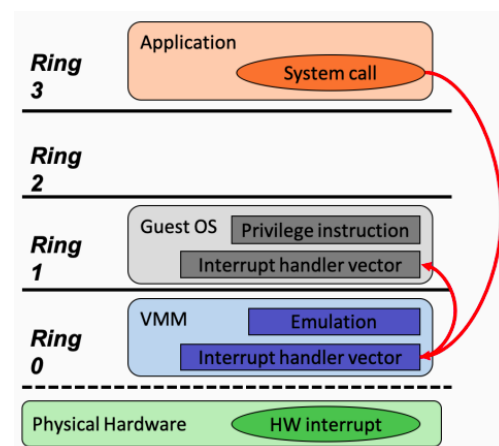 Application
Ring
3
System call
Ring
2
Guest OS
Privilege instruction
Ring
1
Interrupt handler vector
VMM
Emulation
Ring
0
Interrupt handler vector
Physical Hardware
HW interrupt